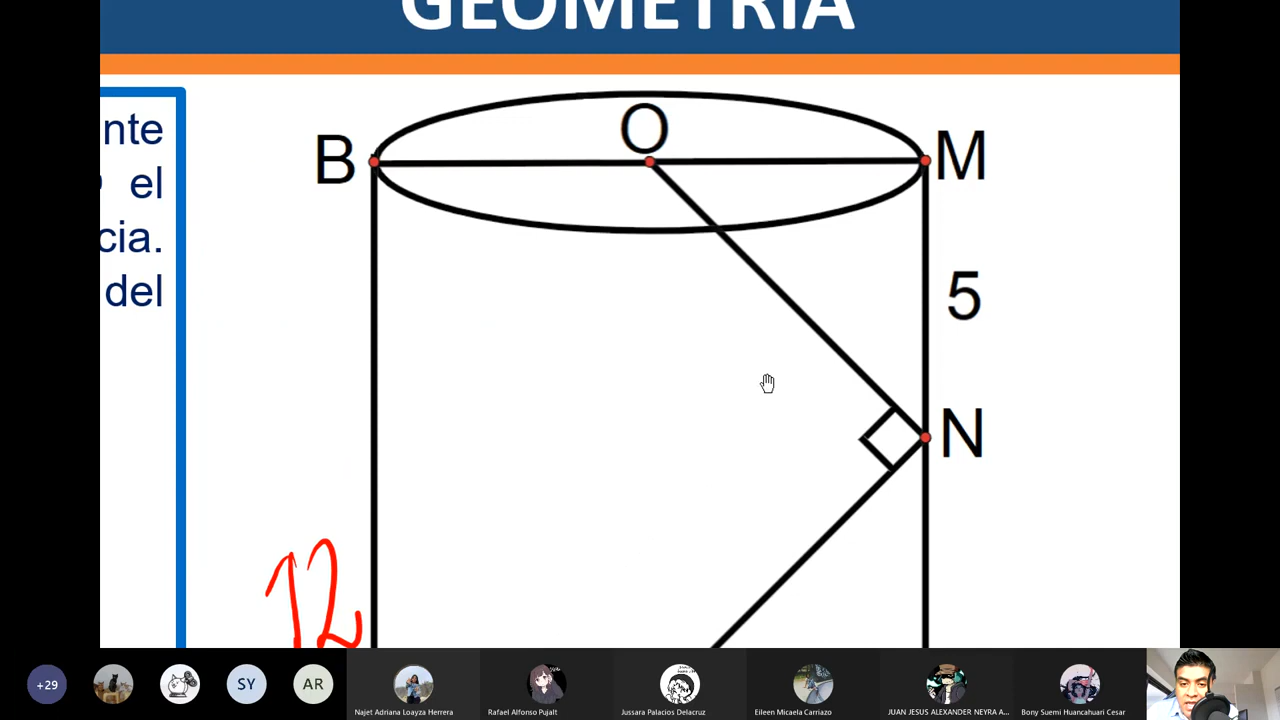 GEOMETRÍA
nte
el
cia.
del
B
O
M
5
N
12
+29
SY
AR
Najet Adriana Loayza Herrera
Rafael Alfonso Pujalt
Jussara Palacios Delacruz
Eileen Micaela Carriazo
JUAN JESUS ALEXANDER NEYRA A...
Bony Suemi Huancahuari Cesar